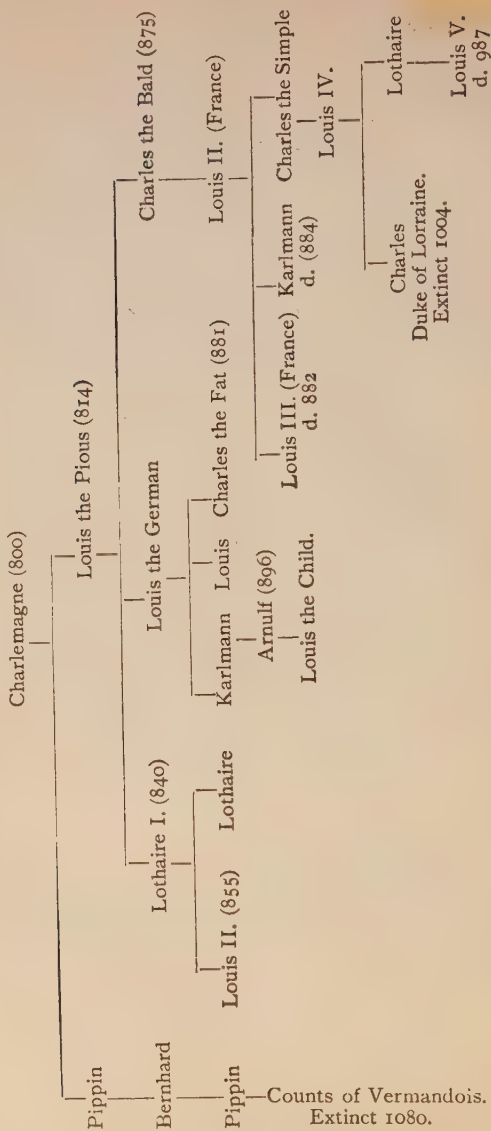 Charlemagne (800)
Pippin
Louis the Pious (814)
Bernhard
Lothaire I. (840)
Louis the German
Charles the Bald (875)
Pippin
Louis II. (855)
Lothaire
Karlmann
Louis
Charles the Fat (881)
Louis II. (France)
Counts of Vermandois.
Extinct 1080.
Arnulf (896)
Louis III. (France)
d. 882
Karlmann
d. (884)
Charles the Simple
Louis the Child.
Louis IV.
Charles
Duke of Lorraine.
Extinct 1004.
Lothaire
Louis V.
d. 987